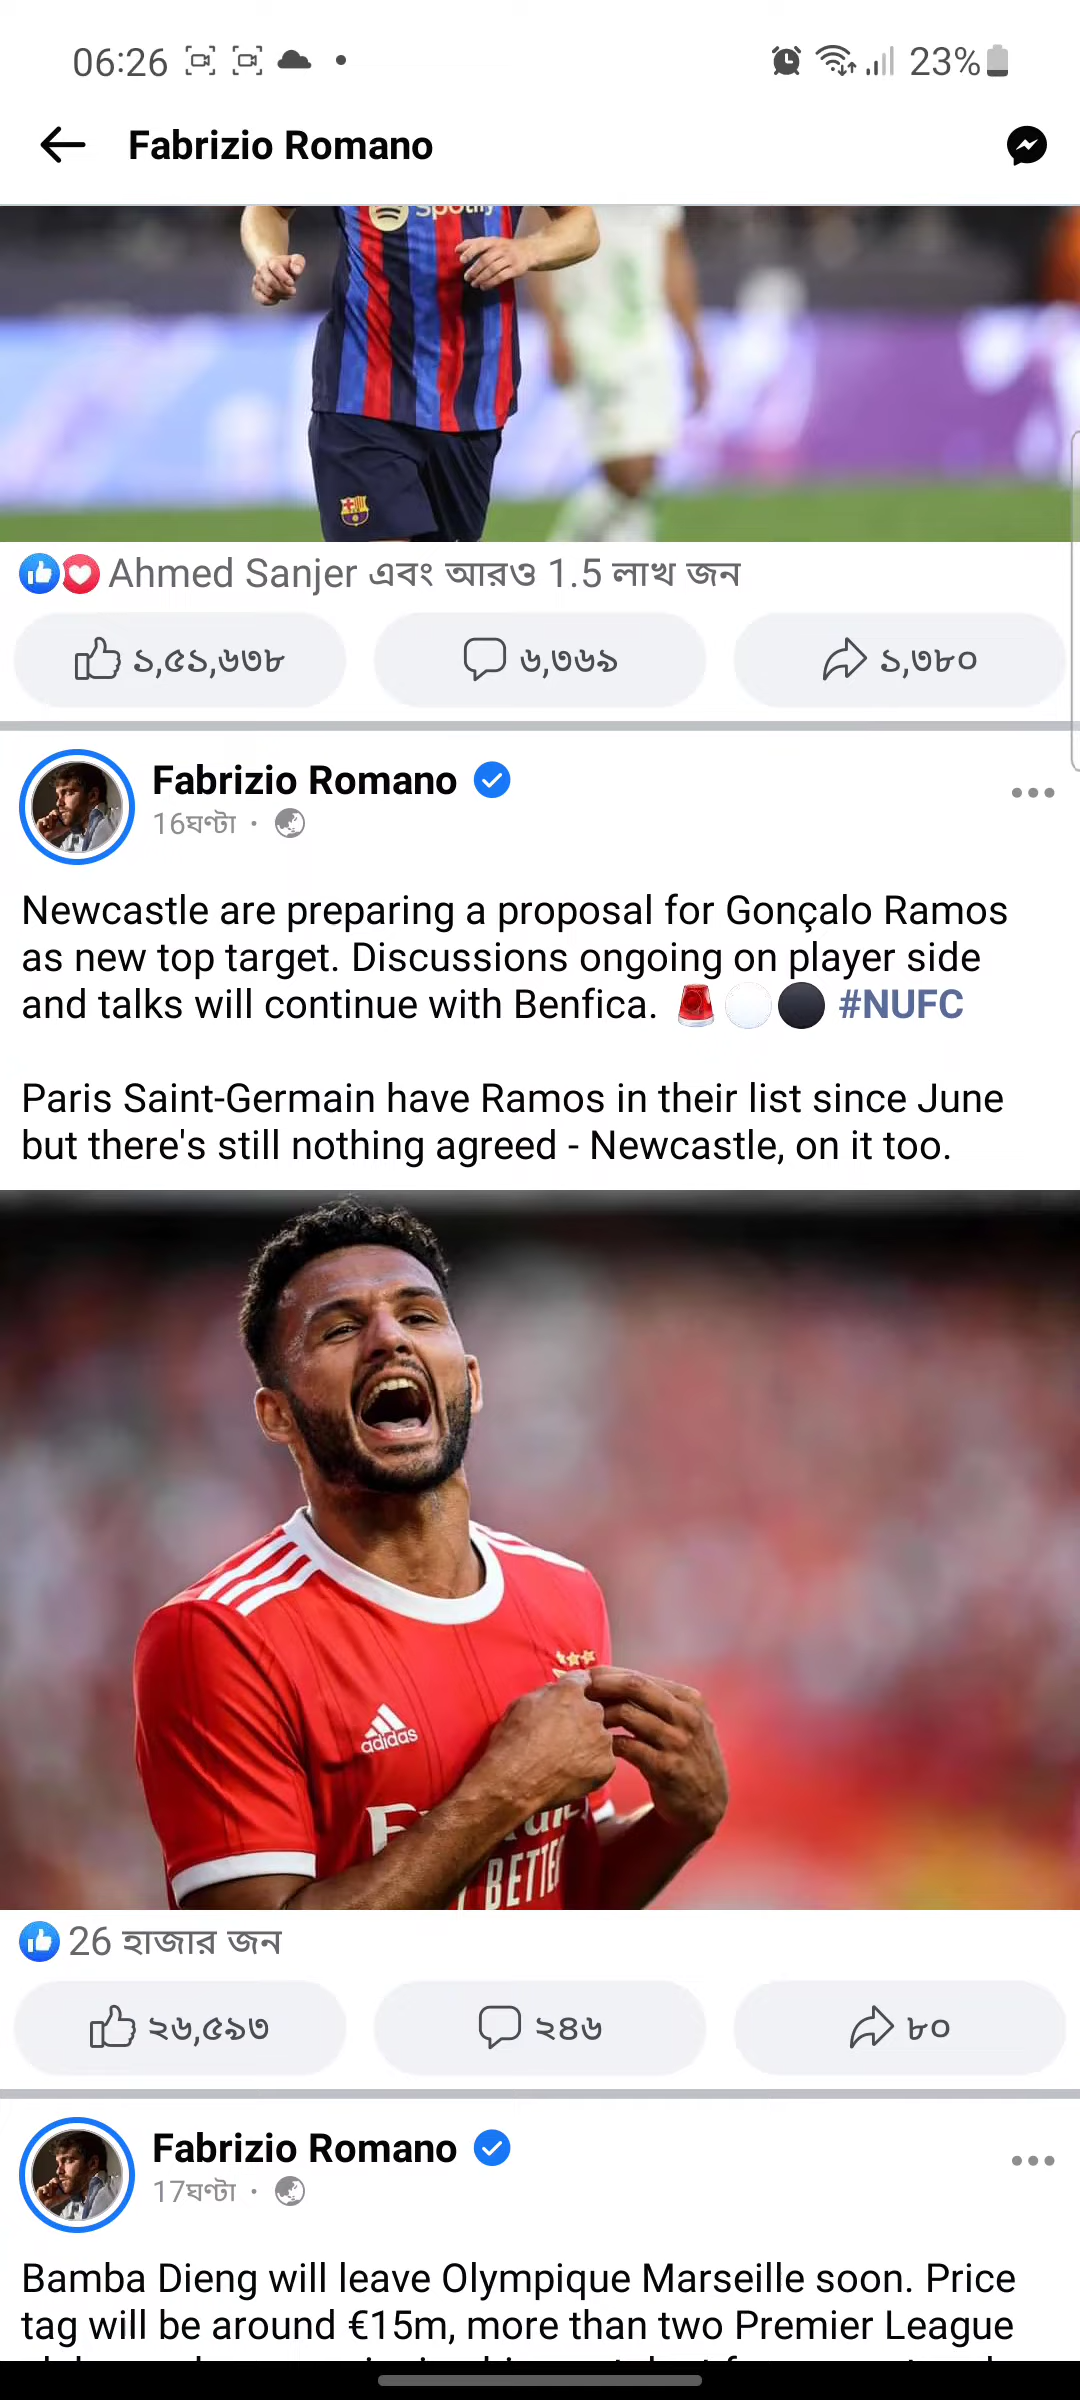 06:26
23%
Fabrizio Romano
Spotify
Ahmed Sanjer এবং আরও 1.5 লাখ জন
১,৫১,৬৩৮
৬,৩৬৯
১,৩৮০
Fabrizio Romano
16ঘণ্টা ·
Newcastle are preparing a proposal for Gonçalo Ramos
as new top target. Discussions ongoing on player side
and talks will continue with Benfica. 🚨⚪⚫ #NUFC
Paris Saint-Germain have Ramos in their list since June
but there's still nothing agreed - Newcastle, on it too.
adidas
BETTE
26 হাজার জন
২৬,৫৯৩
২৪৬
৮০
Fabrizio Romano
17ঘণ্টা ·
Bamba Dieng will leave Olympique Marseille soon. Price
tag will be around €15m, more than two Premier League